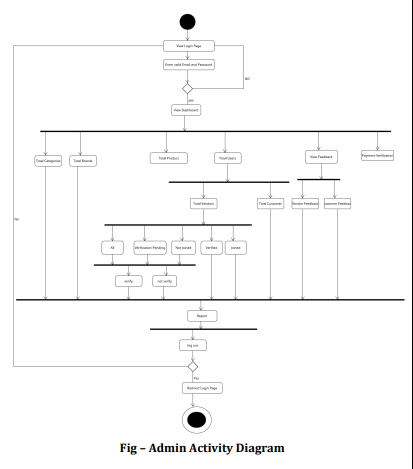 View Login Page
Enter valid Email and Password
NO
yes
View Dashboard
Total Categories
Total Brands
Total Product
Total Users
View Feedback
Payment Verification
Total Vendors
Total Customer
Vendor Feedback
customer Feedback
No
All
Verification Pending
Not Joined
Verified
Joined
verify
not verify
Report
log out
Yes
Redirect Login Page
Fig – Admin Activity Diagram